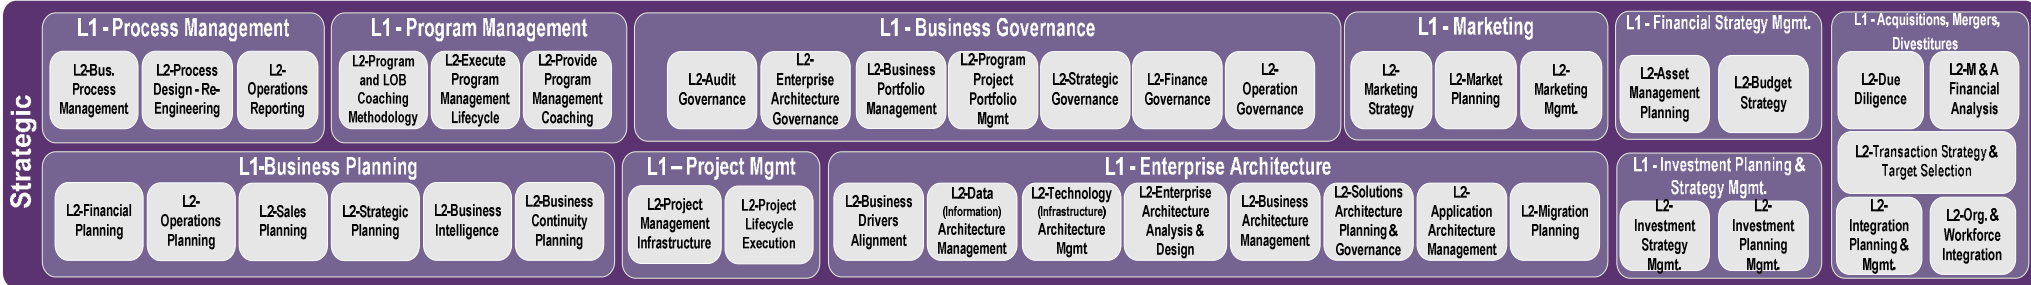 Strategic
L1 - Process Management
L2-Bus.
Process
Management
L2-Process
Design - Re-
Engineering
L2-
Operations
Reporting
L1 - Program Management
L2-Program
and LOB
Coaching
Methodology
L2-Execute
Program
Management
Lifecycle
L2-Provide
Program
Management
Coaching
L1 - Business Governance
L2-Audit
Governance
L2-
Enterprise
Architecture
Governance
L2-Business
Portfolio
Management
L2-Program
Project
Portfolio
Mgmt
L2-Strategic
Governance
L2-Finance
Governance
L2-
Operation
Governance
L1 - Marketing
L2-
Marketing
Strategy
L2-Market
Planning
L2-
Marketing
Mgmt.
L1 - Financial Strategy Mgmt.
L2-Asset
Management
Planning
L2-Budget
Strategy
L1 - Acquisitions, Mergers,
Divestitures
L2-Due
Diligence
L2-M & A
Financial
Analysis
L2-Transaction Strategy &
Target Selection
L2-
Integration
Planning &
Mgmt.
L2-Org. &
Workforce
Integration
L1-Business Planning
L2-Financial
Planning
L2-
Operations
Planning
L2-Sales
Planning
L2-Strategic
Planning
L2-Business
Intelligence
L2-Business
Continuity
Planning
L1 – Project Mgmt
L2-Project
Management
Infrastructure
L2-Project
Lifecycle
Execution
L1 - Enterprise Architecture
L2-Business
Drivers
Alignment
L2-Data
(Information)
Architecture
Management
L2-Technology
(Infrastructure)
Architecture
Mgmt
L2-Enterprise
Architecture
Analysis &
Design
L2-Business
Architecture
Management
L2-Solutions
Architecture
Planning &
Governance
L2-
Application
Architecture
Management
L2-Migration
Planning
L1 - Investment Planning &
Strategy Mgmt.
L2-
Investment
Strategy
Mgmt.
L2-
Investment
Planning
Mgmt.